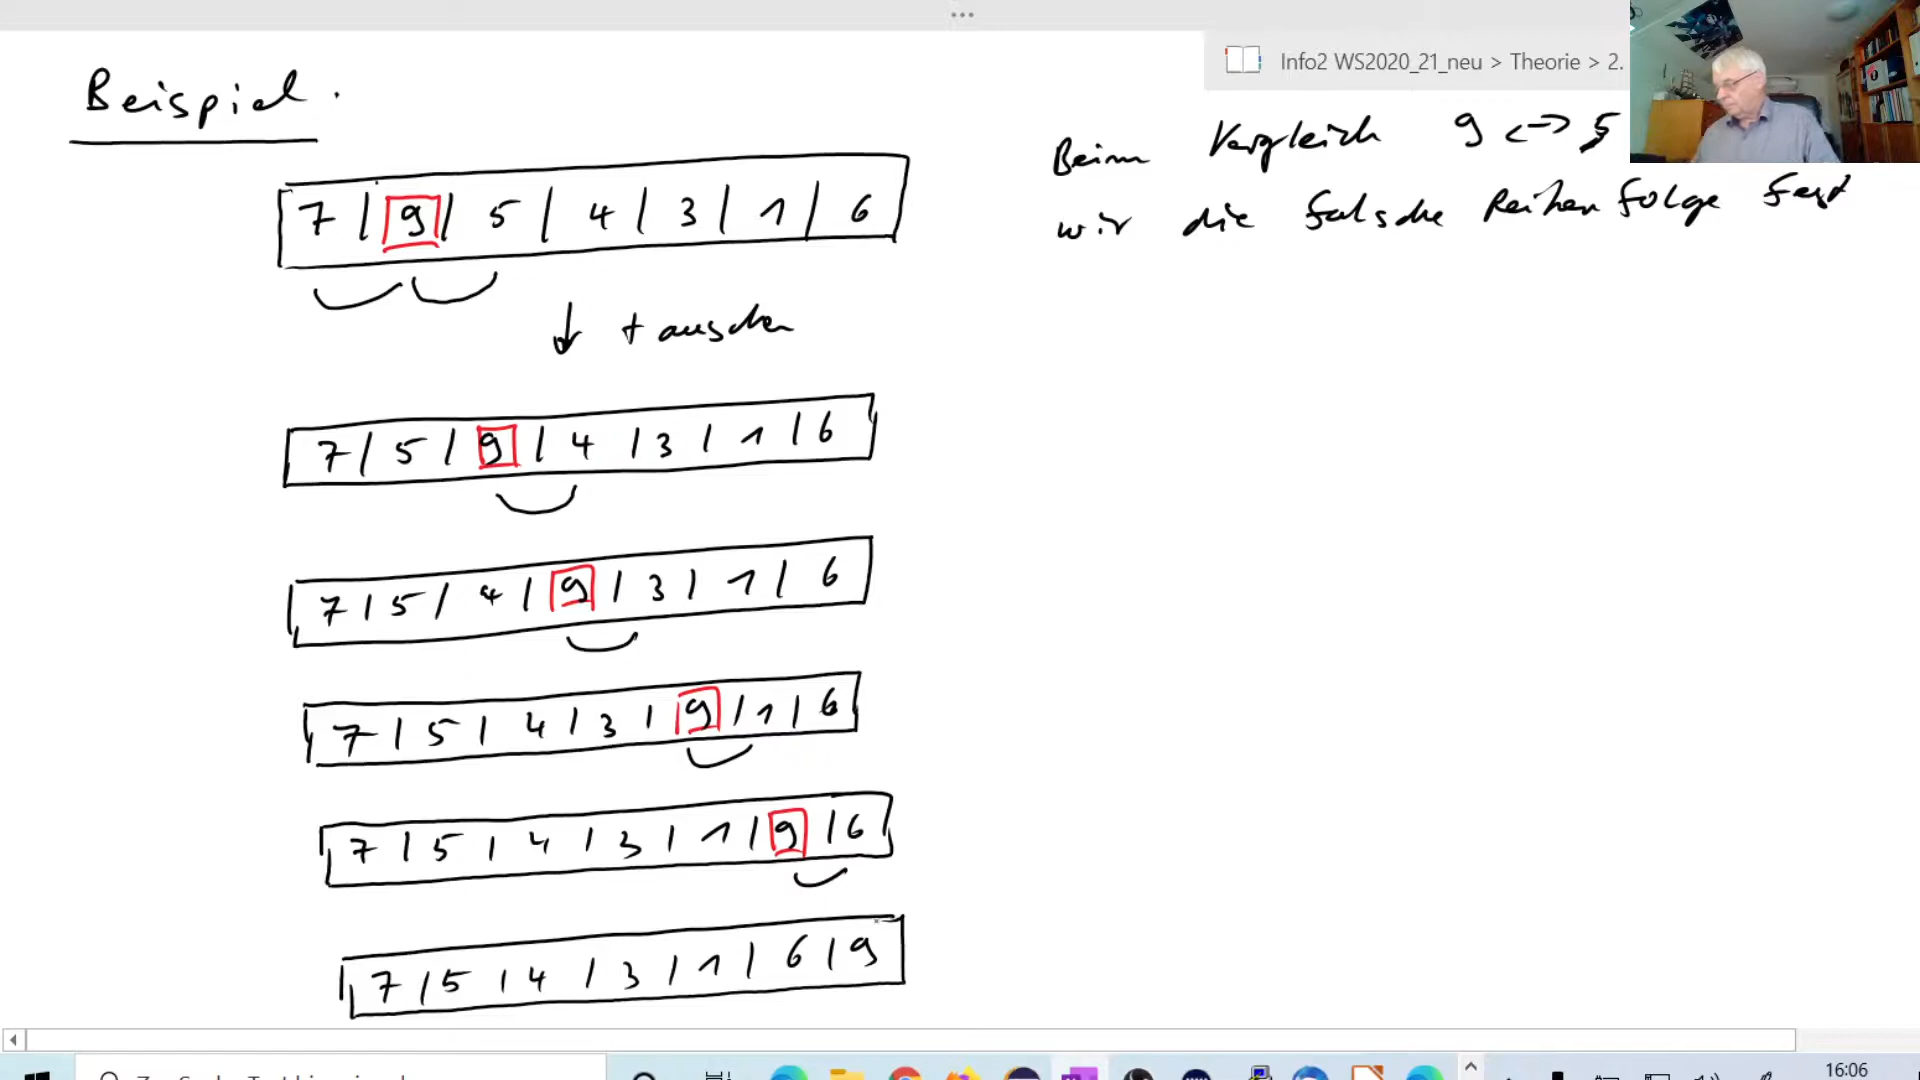 Info2 WS2020_21_neu > Theorie > 2.
Beispiel.
Beim Vergleich 9 <-> 5
wir die falsche Reihenfolge fest
7 | 9 | 5 | 4 | 3 | 1 | 6
↓ tauschen
7 | 5 | 9 | 4 | 3 | 1 | 6
7 | 5 | 4 | 9 | 3 | 1 | 6
7 | 5 | 4 | 3 | 9 | 1 | 6
7 | 5 | 4 | 3 | 1 | 9 | 6
7 | 5 | 4 | 3 | 1 | 6 | 9
16:06